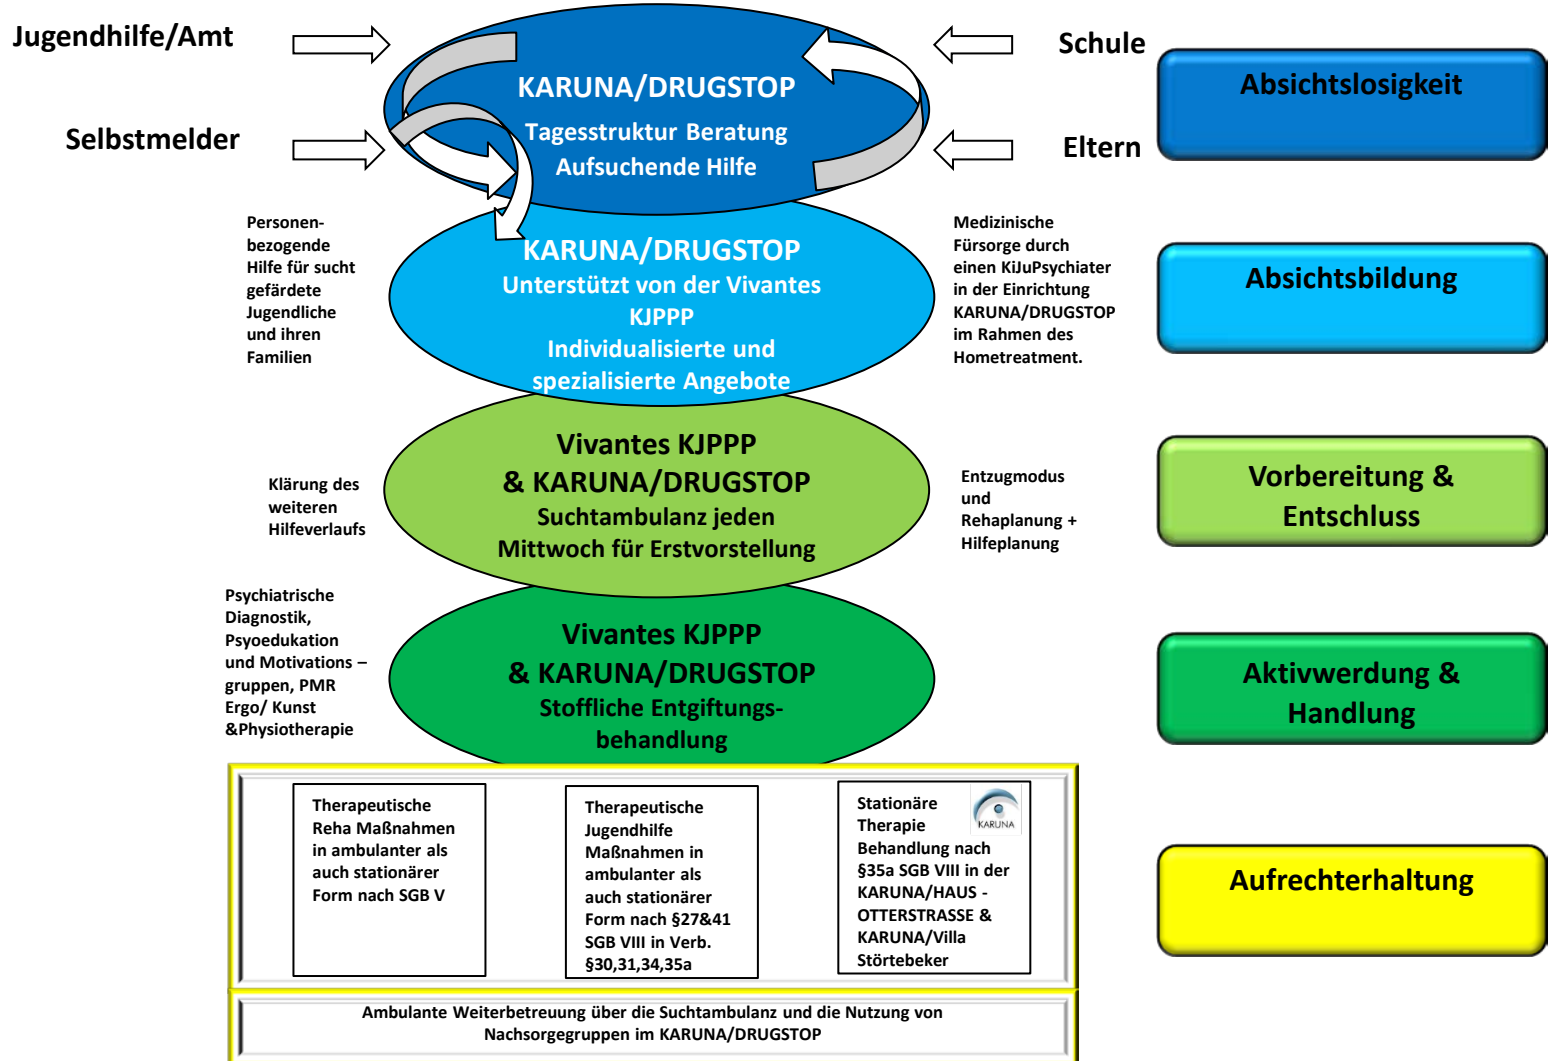 Jugendhilfe/Amt
Selbstmelder
Schule
Eltern
KARUNA/DRUGSTOP
Tagesstruktur Beratung
Aufsuchende Hilfe
Absichtslosigkeit
Personen-
bezogende
Hilfe für sucht
gefärdete
Jugendliche
und ihren
Familien
KARUNA/DRUGSTOP
Unterstützt von der Vivantes
KJPPP
Individualisierte und
spezialisierte Angebote
Medizinische
Fürsorge durch
einen KiJuPsychiater
in der Einrichtung
KARUNA/DRUGSTOP
im Rahmen des
Hometreatment.
Absichtsbildung
Klärung des
weiteren
Hilfeverlaufs
Vivantes KJPPP
& KARUNA/DRUGSTOP
Suchtambulanz jeden
Mittwoch für Erstvorstellung
Entzugmodus
und
Rehaplanung +
Hilfeplanung
Vorbereitung &
Entschluss
Psychiatrische
Diagnostik,
Psyoedukation
und Motivations –
gruppen, PMR
Ergo/ Kunst
&Physiotherapie
Vivantes KJPPP
& KARUNA/DRUGSTOP
Stoffliche Entgiftungs-
behandlung
Aktivwerdung &
Handlung
Therapeutische
Reha Maßnahmen
in ambulanter als
auch stationärer
Form nach SGB V
Therapeutische
Jugendhilfe
Maßnahmen in
ambulanter als
auch stationärer
Form nach §27&41
SGB VIII in Verb.
§30,31,34,35a
Stationäre
Therapie
Behandlung nach
§35a SGB VIII in der
KARUNA/HAUS -
OTTERSTRASSE &
KARUNA/Villa
Störtebeker
KARUNA
Aufrechterhaltung
Ambulante Weiterbetreuung über die Suchtambulanz und die Nutzung von
Nachsorgegruppen im KARUNA/DRUGSTOP